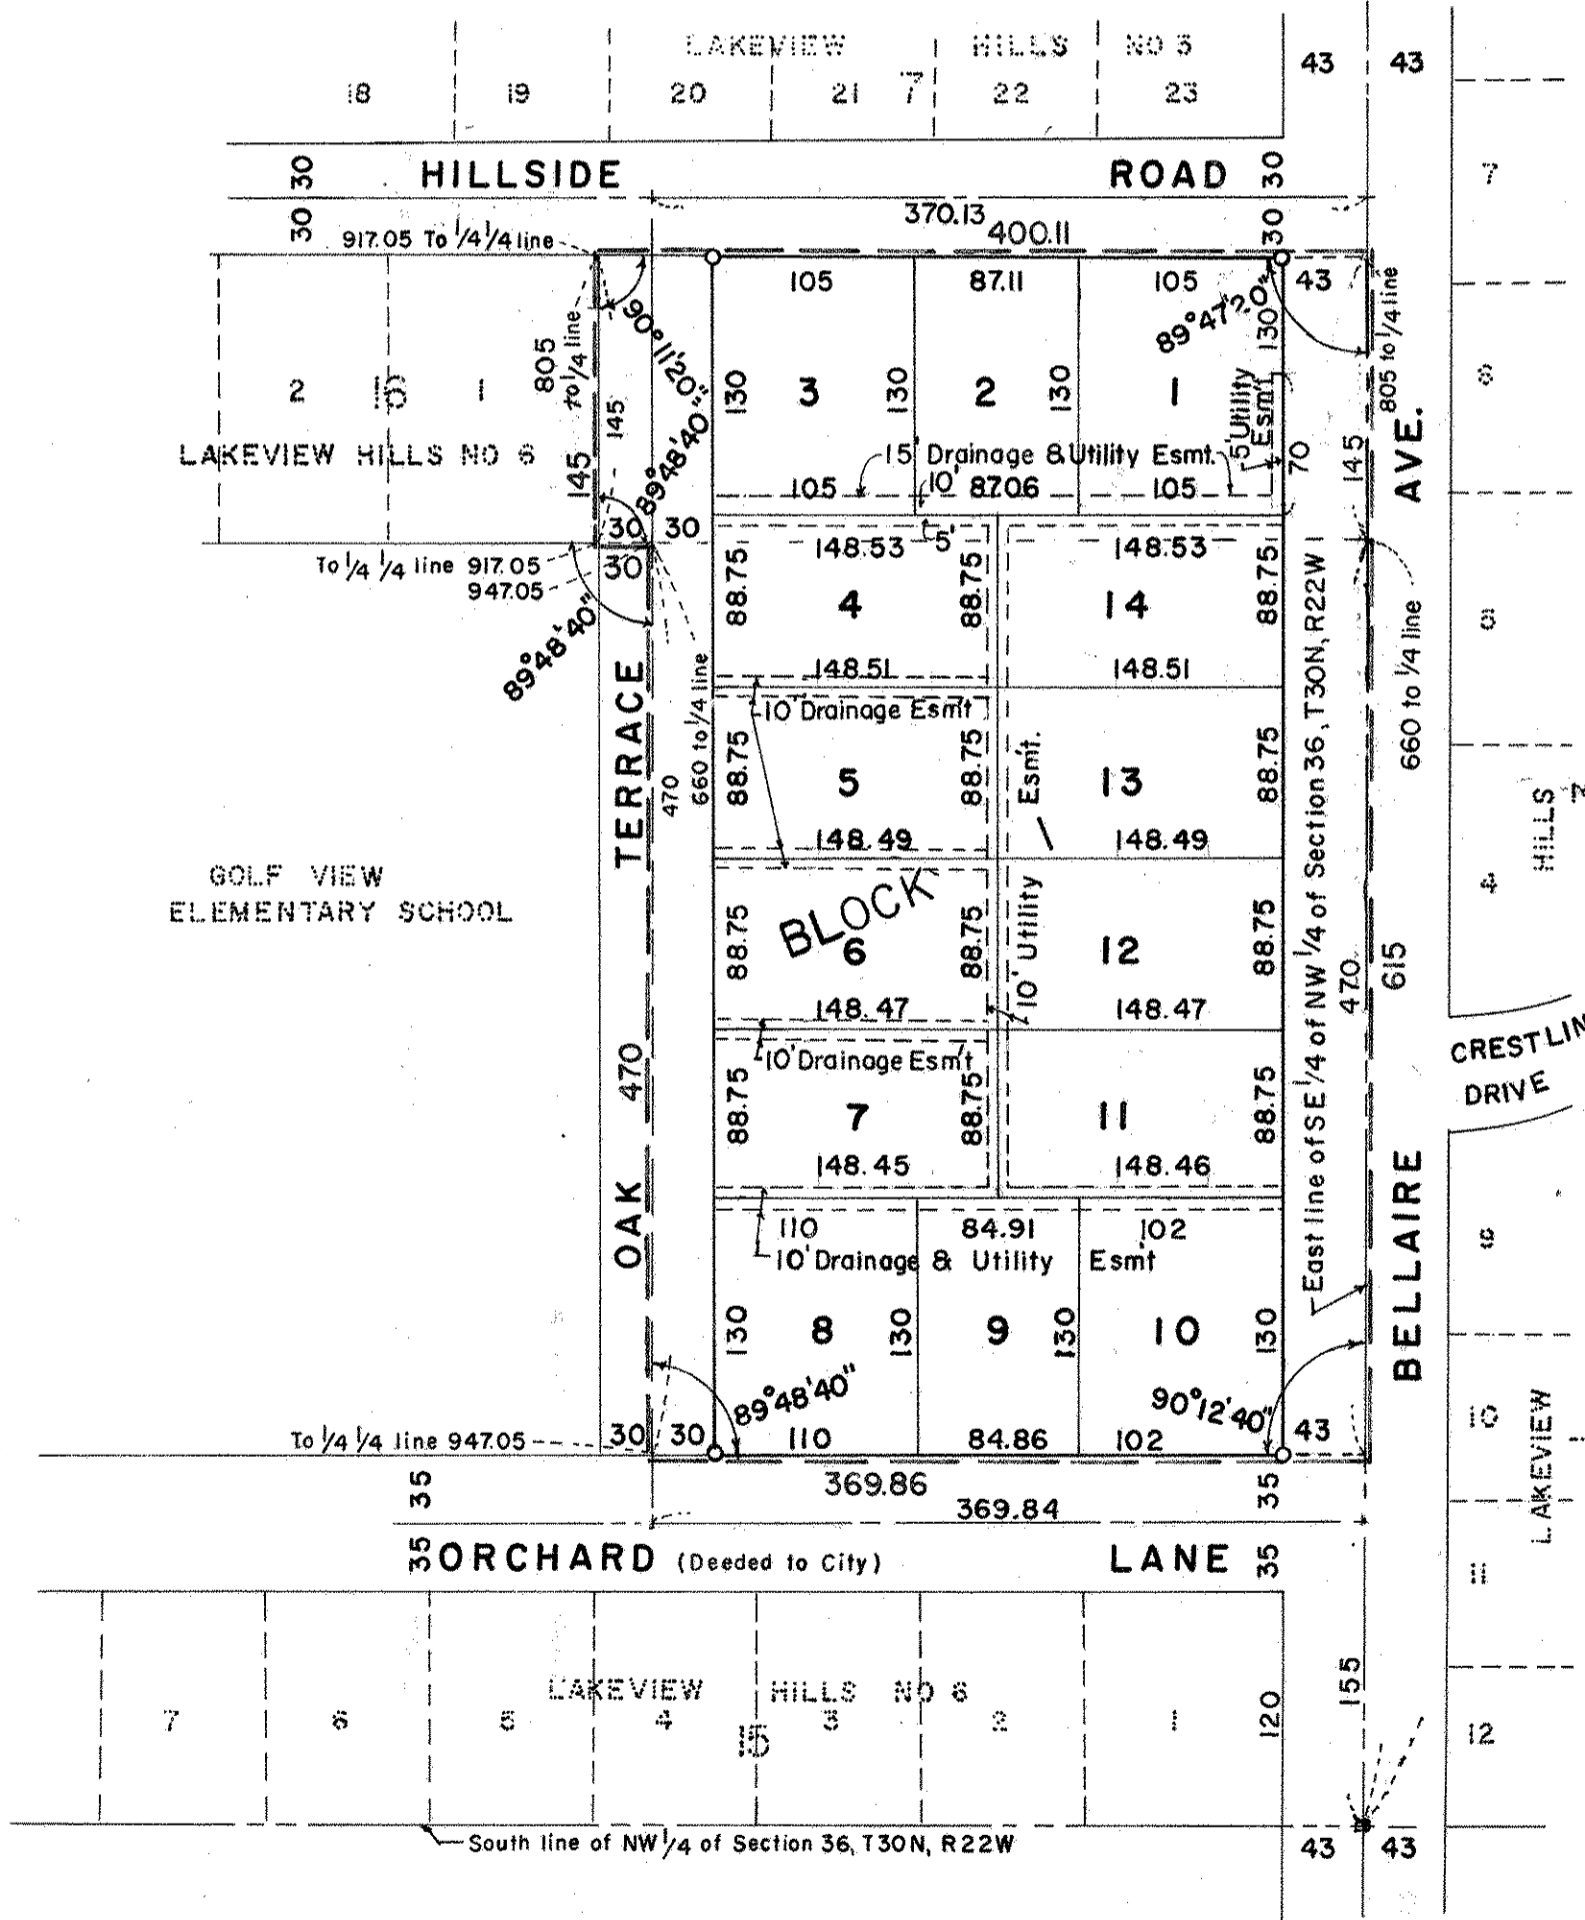 LAKEVIEW HILLS NO 3
43 43
18 19 20 21 7 22 23
30 HILLSIDE ROAD 30
7
30 370.13 30
917.05 To 1/4 1/4 line 400.11
105 87.11 105 43
90°11'20" 89°47'20"
805 to 1/4 line 145 130 805 to 1/4 line
2 1 130 3 130 2 130 1
5' Utility Esmt
LAKEVIEW HILLS NO 6
145 89°48'40" 15' Drainage & Utility Esmt. 70 145
105 10' 87.06 105
30 30
148.53 5' 148.53
To 1/4 1/4 line 917.05 30
947.05
88.75 4 88.75 14 88.75
89°48'40"
148.51 148.51
660 to 1/4 line 660 to 1/4 line
10' Drainage Esmt
470 88.75 5 88.75 13 88.75
148.49 148.49
GOLF VIEW
ELEMENTARY SCHOOL
BLOCK 1
10' Utility Esm't.
88.75 6 88.75 12 88.75
148.47 148.47
470 615
4 HILLS
CRESTLIN
DRIVE
10' Drainage Esm't
470 88.75 7 88.75 11 88.75
148.45 148.46
OAK TERRACE
East line of SE 1/4 of NW 1/4 of Section 36, T30N, R22W
BELLAIRE AVE.
110 84.91 102
10' Drainage & Utility Esm't
130 8 130 9 130 10 130
89°48'40" 90°12'40"
To 1/4 1/4 line 947.05 30 30 110 84.86 102 43
10
35 369.86 35
369.84
LAKEVIEW
35 ORCHARD (Deeded to City) LANE 35
11
LAKEVIEW HILLS NO 6
7 4 15 1 120 155 12
South line of NW 1/4 of Section 36, T30N, R22W
43 43